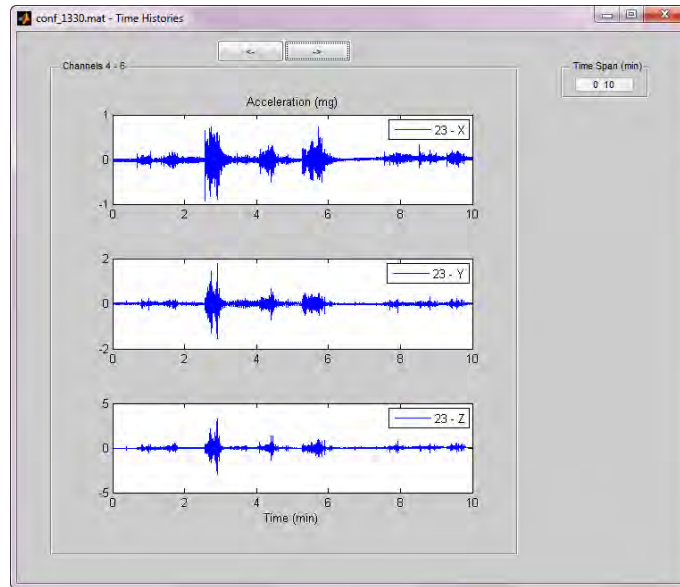 conf_1330.mat - Time Histories
<- ->
Channels 4 - 6
Time Span (min)
0 10
Acceleration (mg)
1
0
-1
23 - X
0 2 4 6 8 10
2
0
-2
23 - Y
0 2 4 6 8 10
5
0
-5
23 - Z
0 2 4 6 8 10
Time (min)